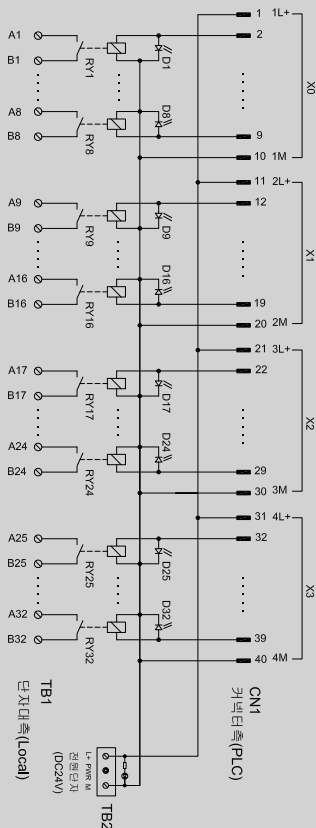 1 1L+
A1 2
B1 RY1 D1
X0
A8 D8
B8 RY8 9
10 1M
11 2L+
A9 12
B9 RY9 D9
X1
A16 D16
B16 RY16 19
20 2M
21 3L+
A17 22
B17 RY17 D17
X2
A24 D24
B24 RY24 29
30 3M
31 4L+
A25 32
B25 RY25 D25
X3
A32 D32
B32 RY32 39
40 4M
TB1
단자대측(Local)
CN1
커넥터측(PLC)
L+ PWR M
전원단자
(DC24V)
TB2